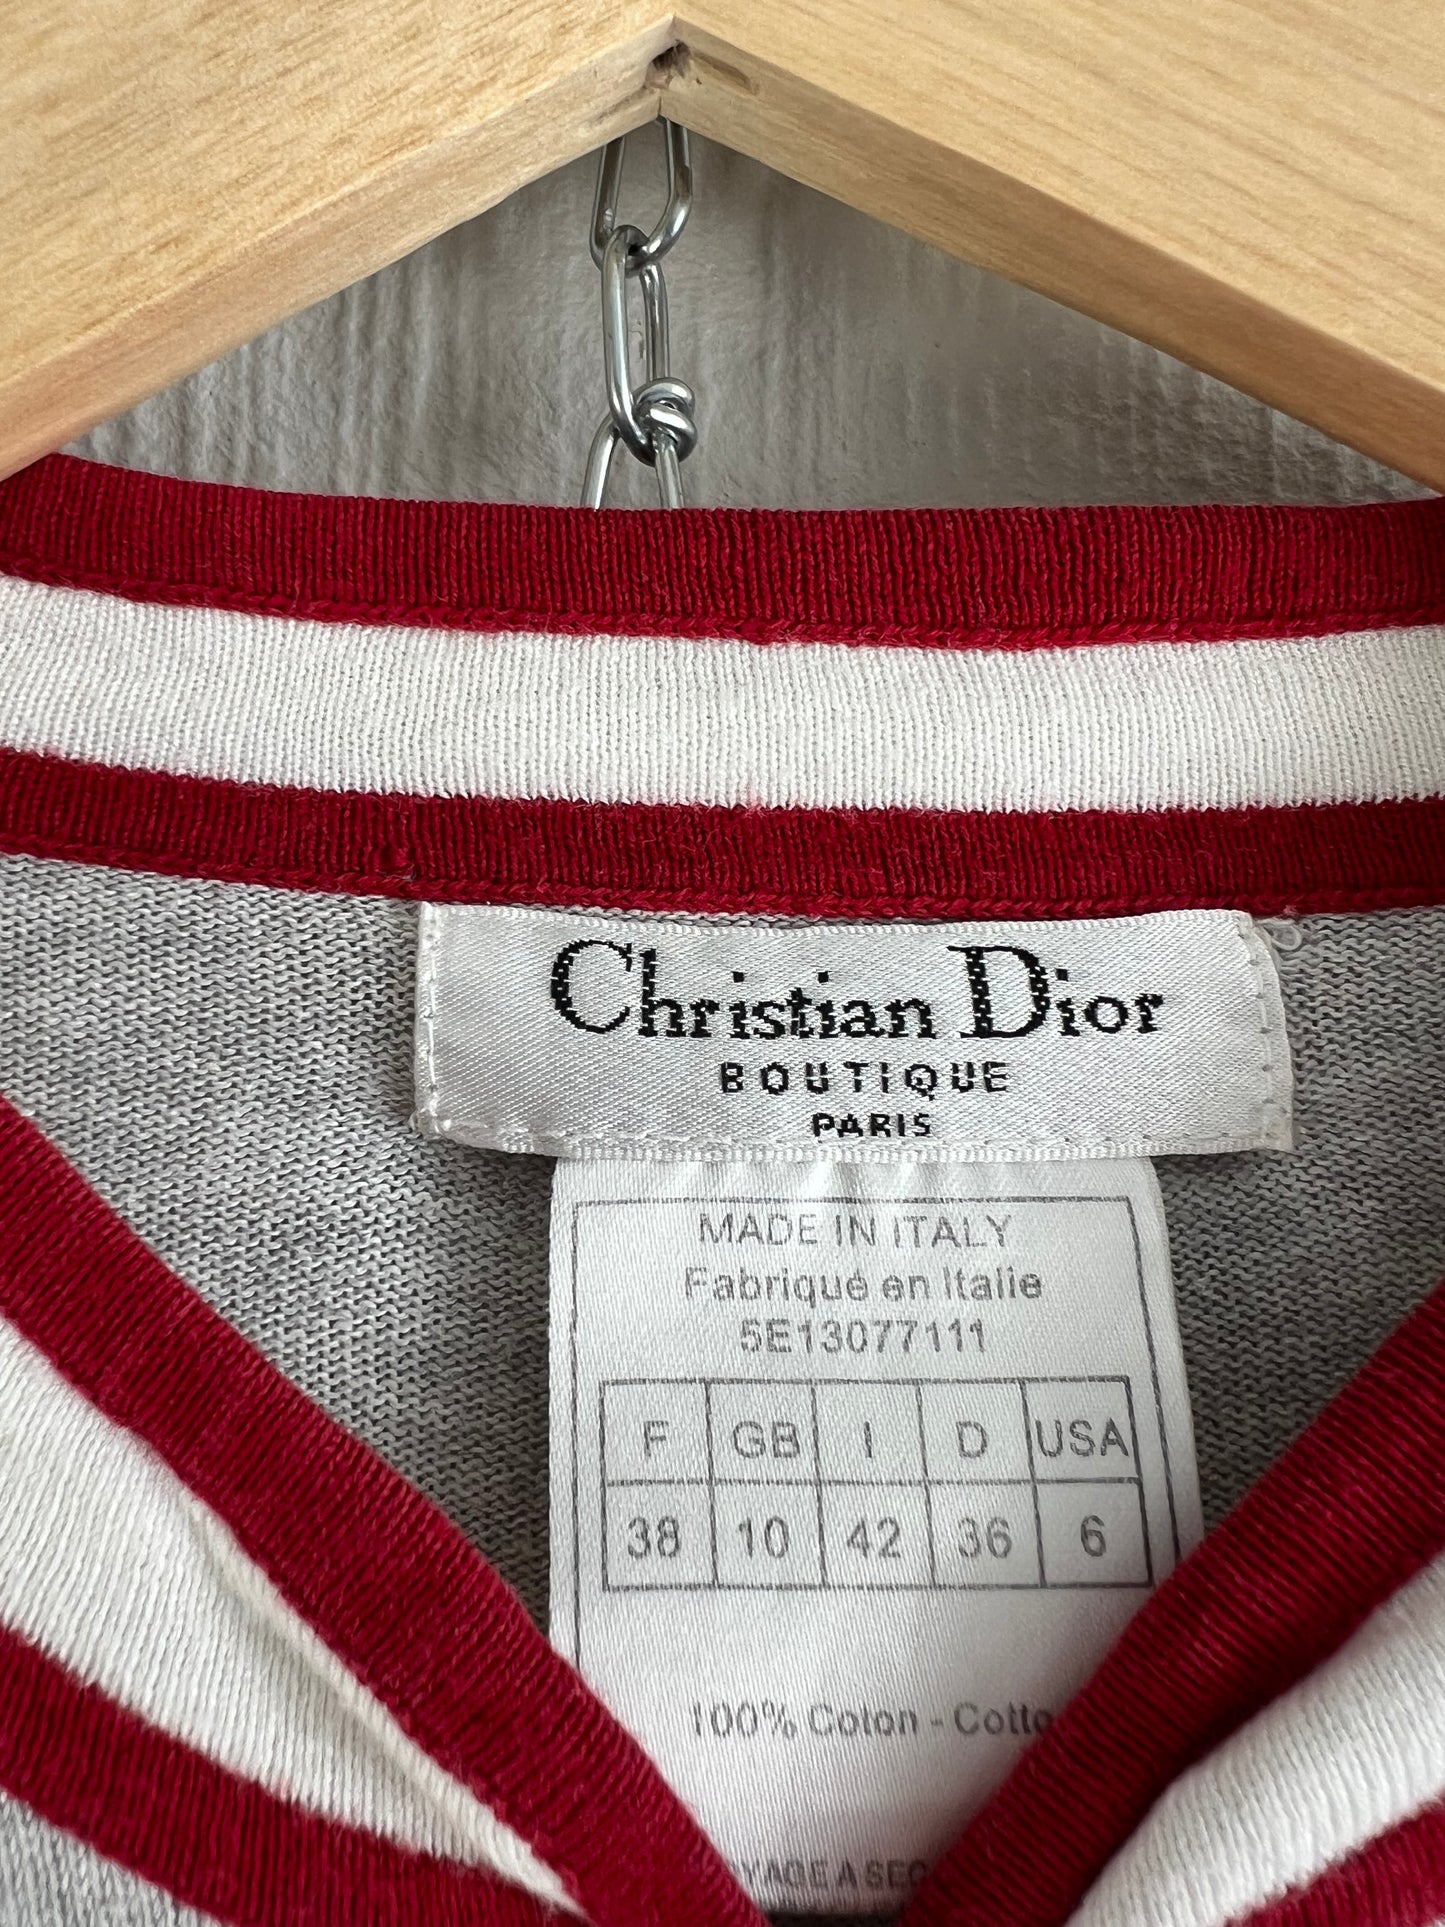 Christian Dior
BOUTIQUE
PARIS
MADE IN ITALY
Fabriqué en Italie
5E13077111
F GB I D USA
38 10 42 36 6
100% Coton - Cotto